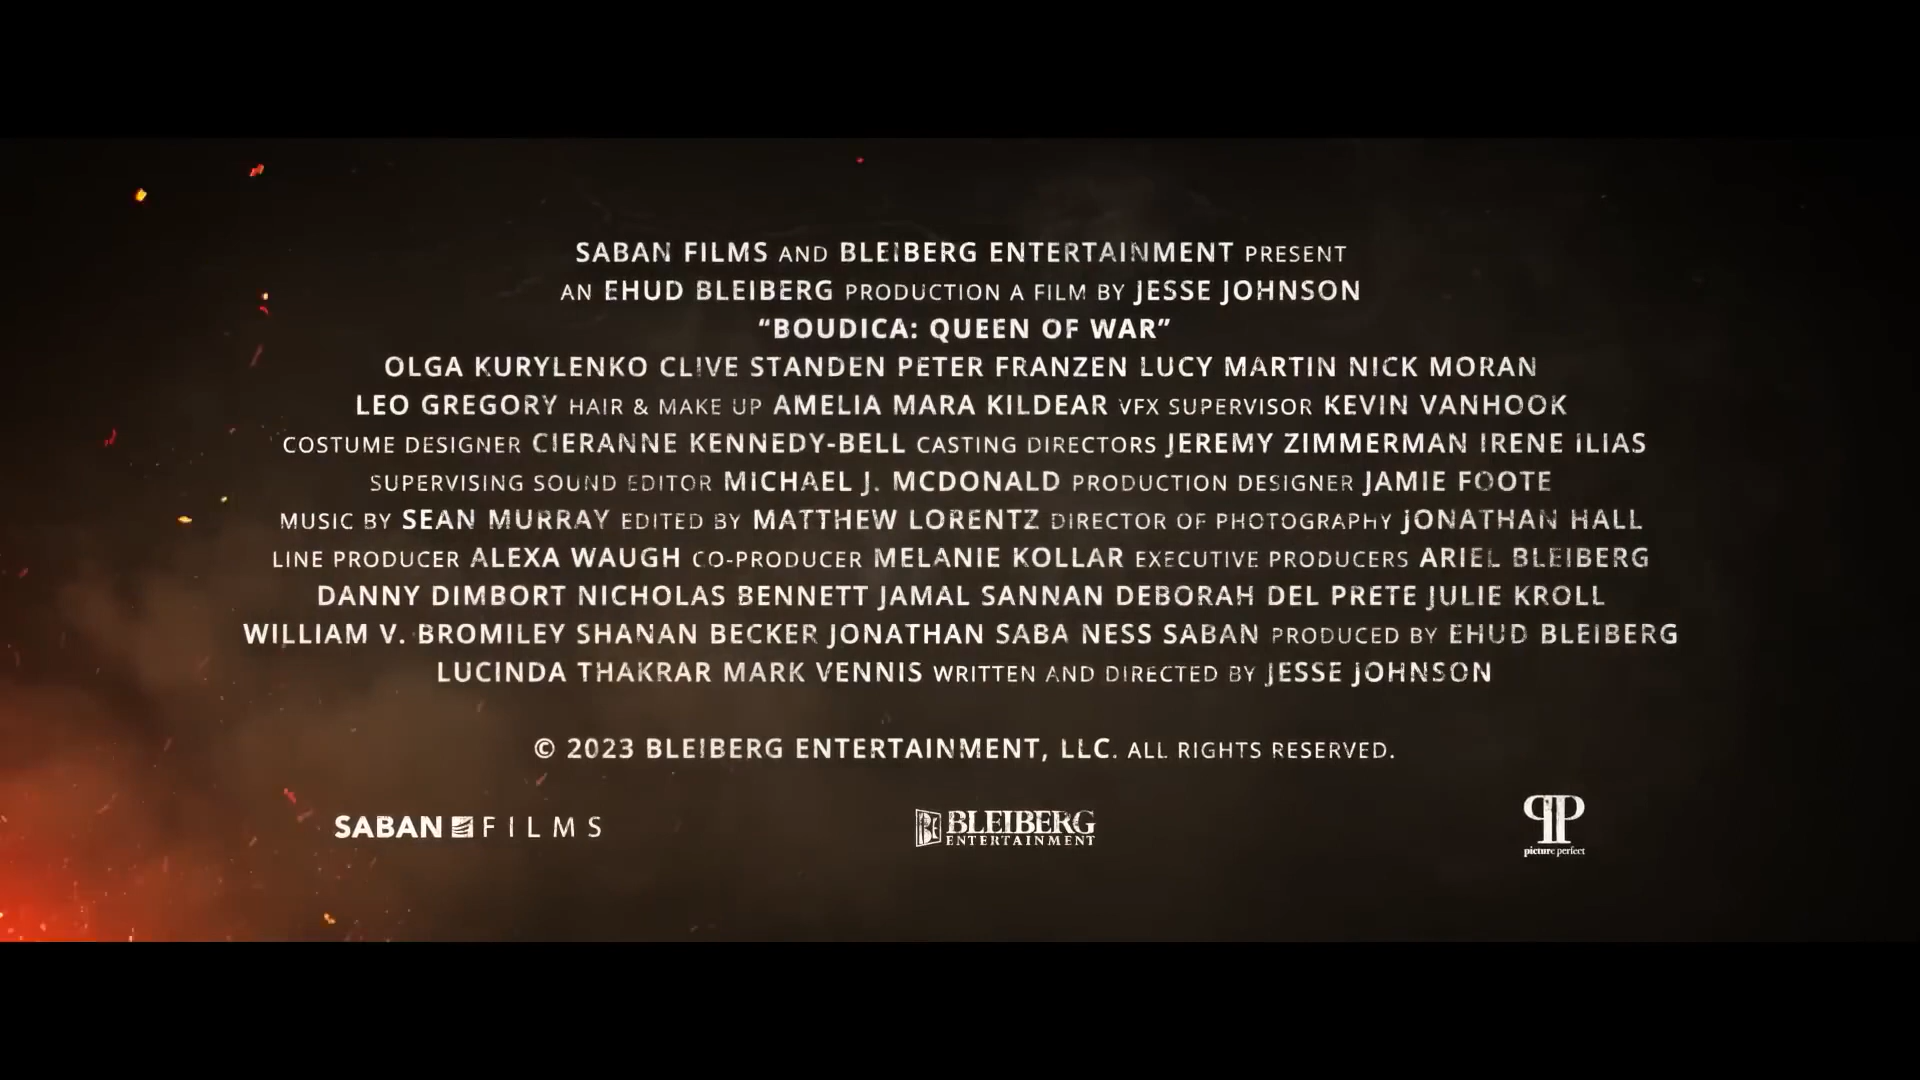 SABAN FILMS AND BLEIBERG ENTERTAINMENT PRESENT
AN EHUD BLEIBERG PRODUCTION A FILM BY JESSE JOHNSON
“BOUDICA: QUEEN OF WAR”
OLGA KURYLENKO CLIVE STANDEN PETER FRANZEN LUCY MARTIN NICK MORAN
LEO GREGORY HAIR & MAKE UP AMELIA MARA KILDEAR VFX SUPERVISOR KEVIN VANHOOK
COSTUME DESIGNER CIERANNE KENNEDY-BELL CASTING DIRECTORS JEREMY ZIMMERMAN IRENE ILIAS
SUPERVISING SOUND EDITOR MICHAEL J. MCDONALD PRODUCTION DESIGNER JAMIE FOOTE
MUSIC BY SEAN MURRAY EDITED BY MATTHEW LORENTZ DIRECTOR OF PHOTOGRAPHY JONATHAN HALL
LINE PRODUCER ALEXA WAUGH CO-PRODUCER MELANIE KOLLAR EXECUTIVE PRODUCERS ARIEL BLEIBERG
DANNY DIMBORT NICHOLAS BENNETT JAMAL SANNAN DEBORAH DEL PRETE JULIE KROLL
WILLIAM V. BROMILEY SHANAN BECKER JONATHAN SABA NESS SABAN PRODUCED BY EHUD BLEIBERG
LUCINDA THAKRAR MARK VENNIS WRITTEN AND DIRECTED BY JESSE JOHNSON
© 2023 BLEIBERG ENTERTAINMENT, LLC. ALL RIGHTS RESERVED.
SABAN FILMS
BE BLEIBERG ENTERTAINMENT
PP picture perfect